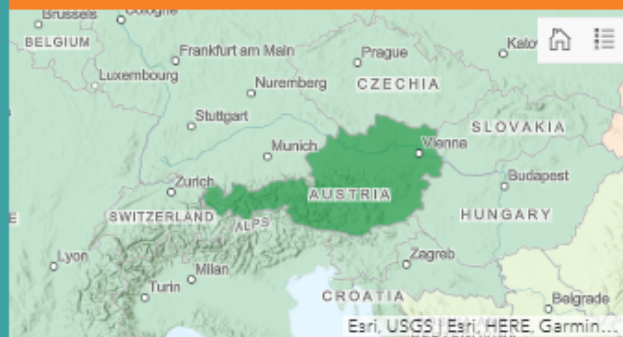 Brussels
Cologne
BELGIUM
Frankfurt am Main
Prague
Katow
Luxembourg
CZECHIA
Nuremberg
Stuttgart
SLOVAKIA
Munich
Vienna
Zurich
Budapest
AUSTRIA
SWITZERLAND
ALPS
HUNGARY
Lyon
Zagreb
Milan
Turin
CROATIA
Belgrade
Esri, USGS | Esri, HERE, Garmin...